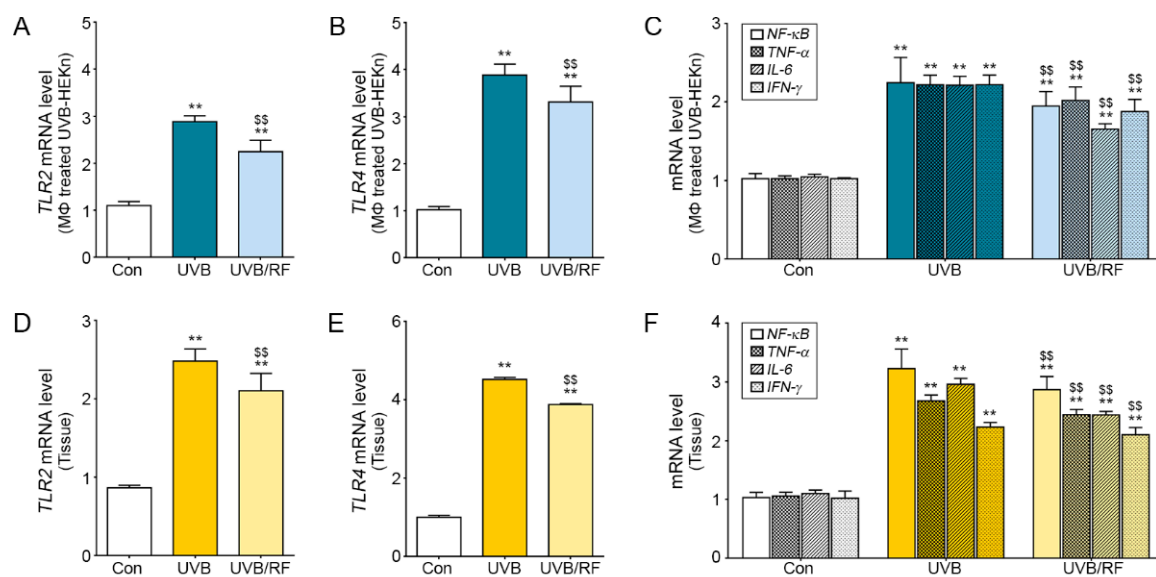 A
TLR2 mRNA level
(MΦ treated UVB-HEKn)
5
4
3
2
1
0
**
$$
**
Con
UVB
UVB/RF
B
TLR4 mRNA level
(MΦ treated UVB-HEKn)
5
4
3
2
1
0
**
$$
**
Con
UVB
UVB/RF
C
mRNA level
(MΦ treated UVB-HEKn)
3
2
1
0
NF-κB
TNF-α
IL-6
IFN-γ
** ** ** **
$$ $$ $$ $$
** ** ** **
Con
UVB
UVB/RF
D
TLR2 mRNA level
(Tissue)
3
2
1
0
**
$$
**
Con
UVB
UVB/RF
E
TLR4 mRNA level
(Tissue)
6
4
2
0
**
$$
**
Con
UVB
UVB/RF
F
mRNA level
(Tissue)
4
3
2
1
0
NF-κB
TNF-α
IL-6
IFN-γ
** ** ** **
$$ $$ $$ $$
** ** ** **
Con
UVB
UVB/RF